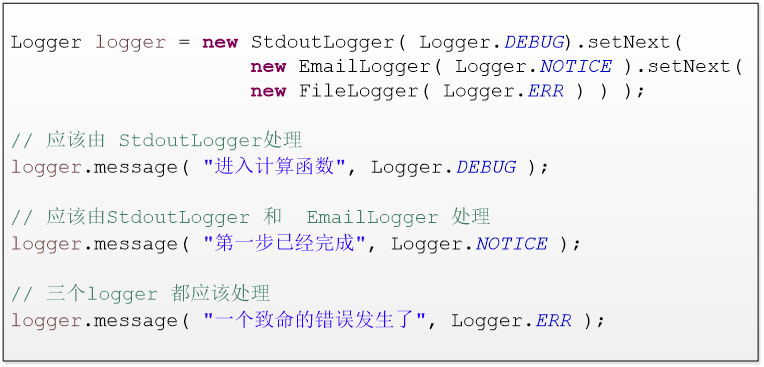 Logger logger = new StdoutLogger( Logger.DEBUG).setNext(
new EmailLogger( Logger.NOTICE ).setNext(
new FileLogger( Logger.ERR ) ) );
// 应该由 StdoutLogger处理
logger.message( "进入计算函数", Logger.DEBUG );
// 应该由StdoutLogger 和 EmailLogger 处理
logger.message( "第一步已经完成", Logger.NOTICE );
// 三个logger 都应该处理
logger.message( "一个致命的错误发生了", Logger.ERR );